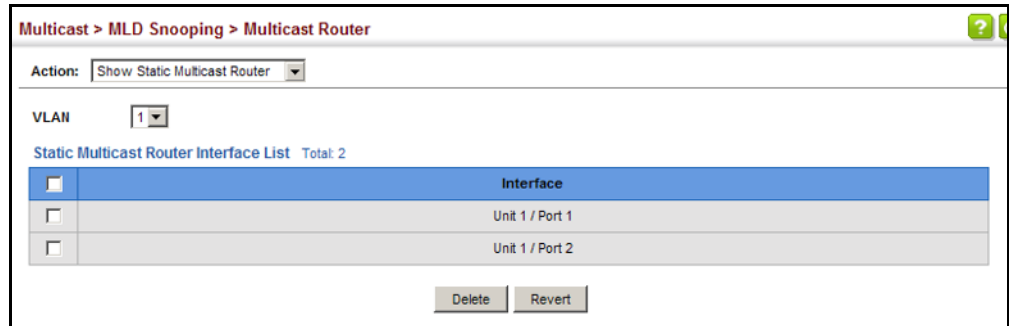 Multicast > MLD Snooping > Multicast Router
?
Action: Show Static Multicast Router
VLAN 1
Static Multicast Router Interface List Total: 2
Interface
Unit 1 / Port 1
Unit 1 / Port 2
Delete Revert